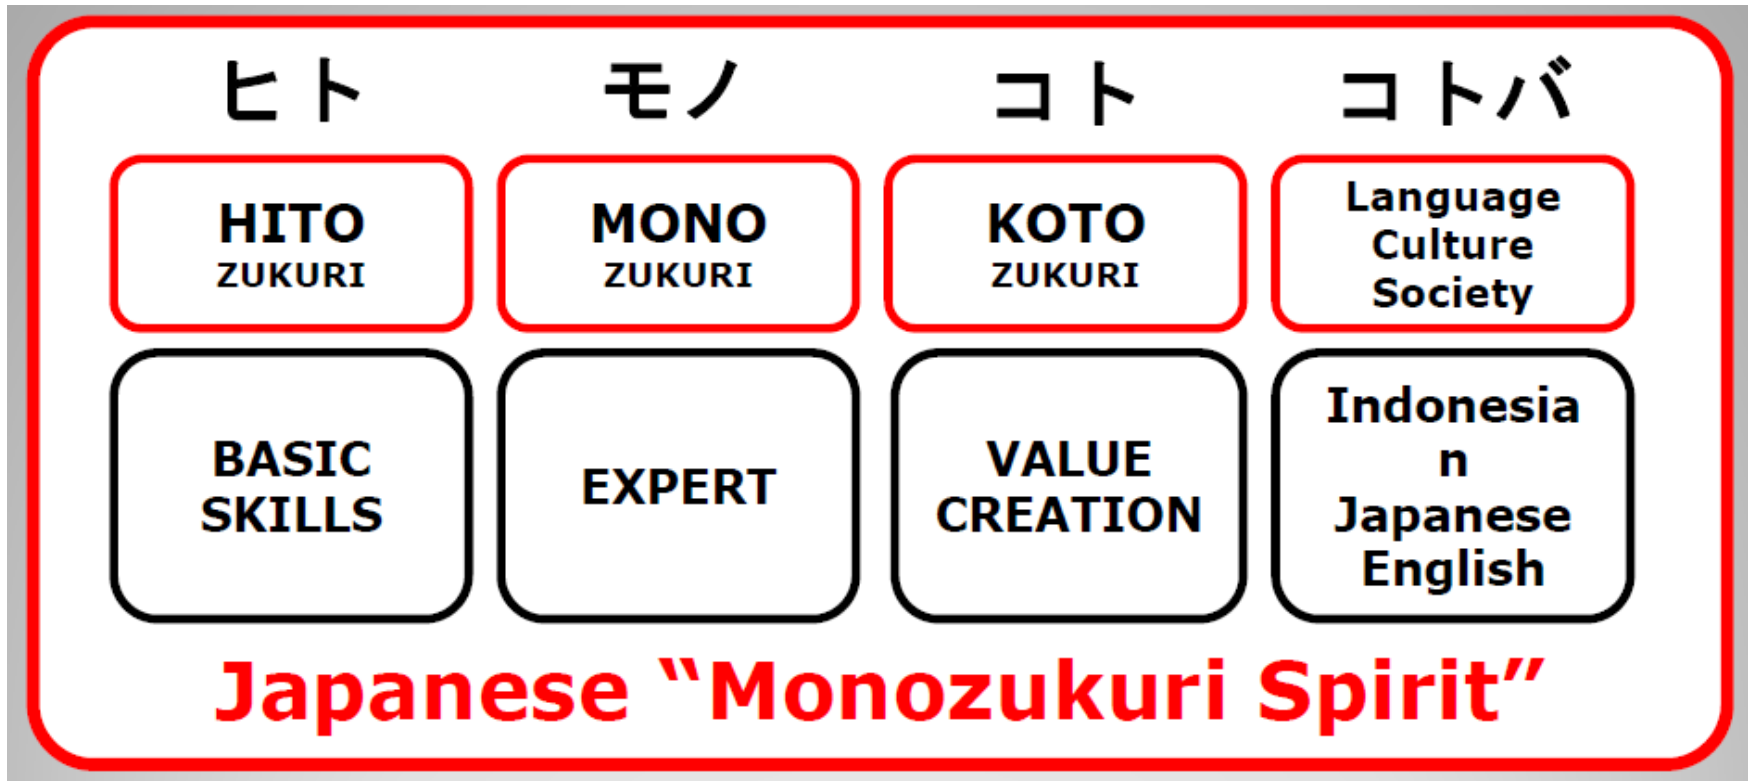 ヒト モノ コト コトバ
HITO
ZUKURI
MONO
ZUKURI
KOTO
ZUKURI
Language
Culture
Society
BASIC
SKILLS
EXPERT
VALUE
CREATION
Indonesia
n
Japanese
English
Japanese “Monozukuri Spirit”